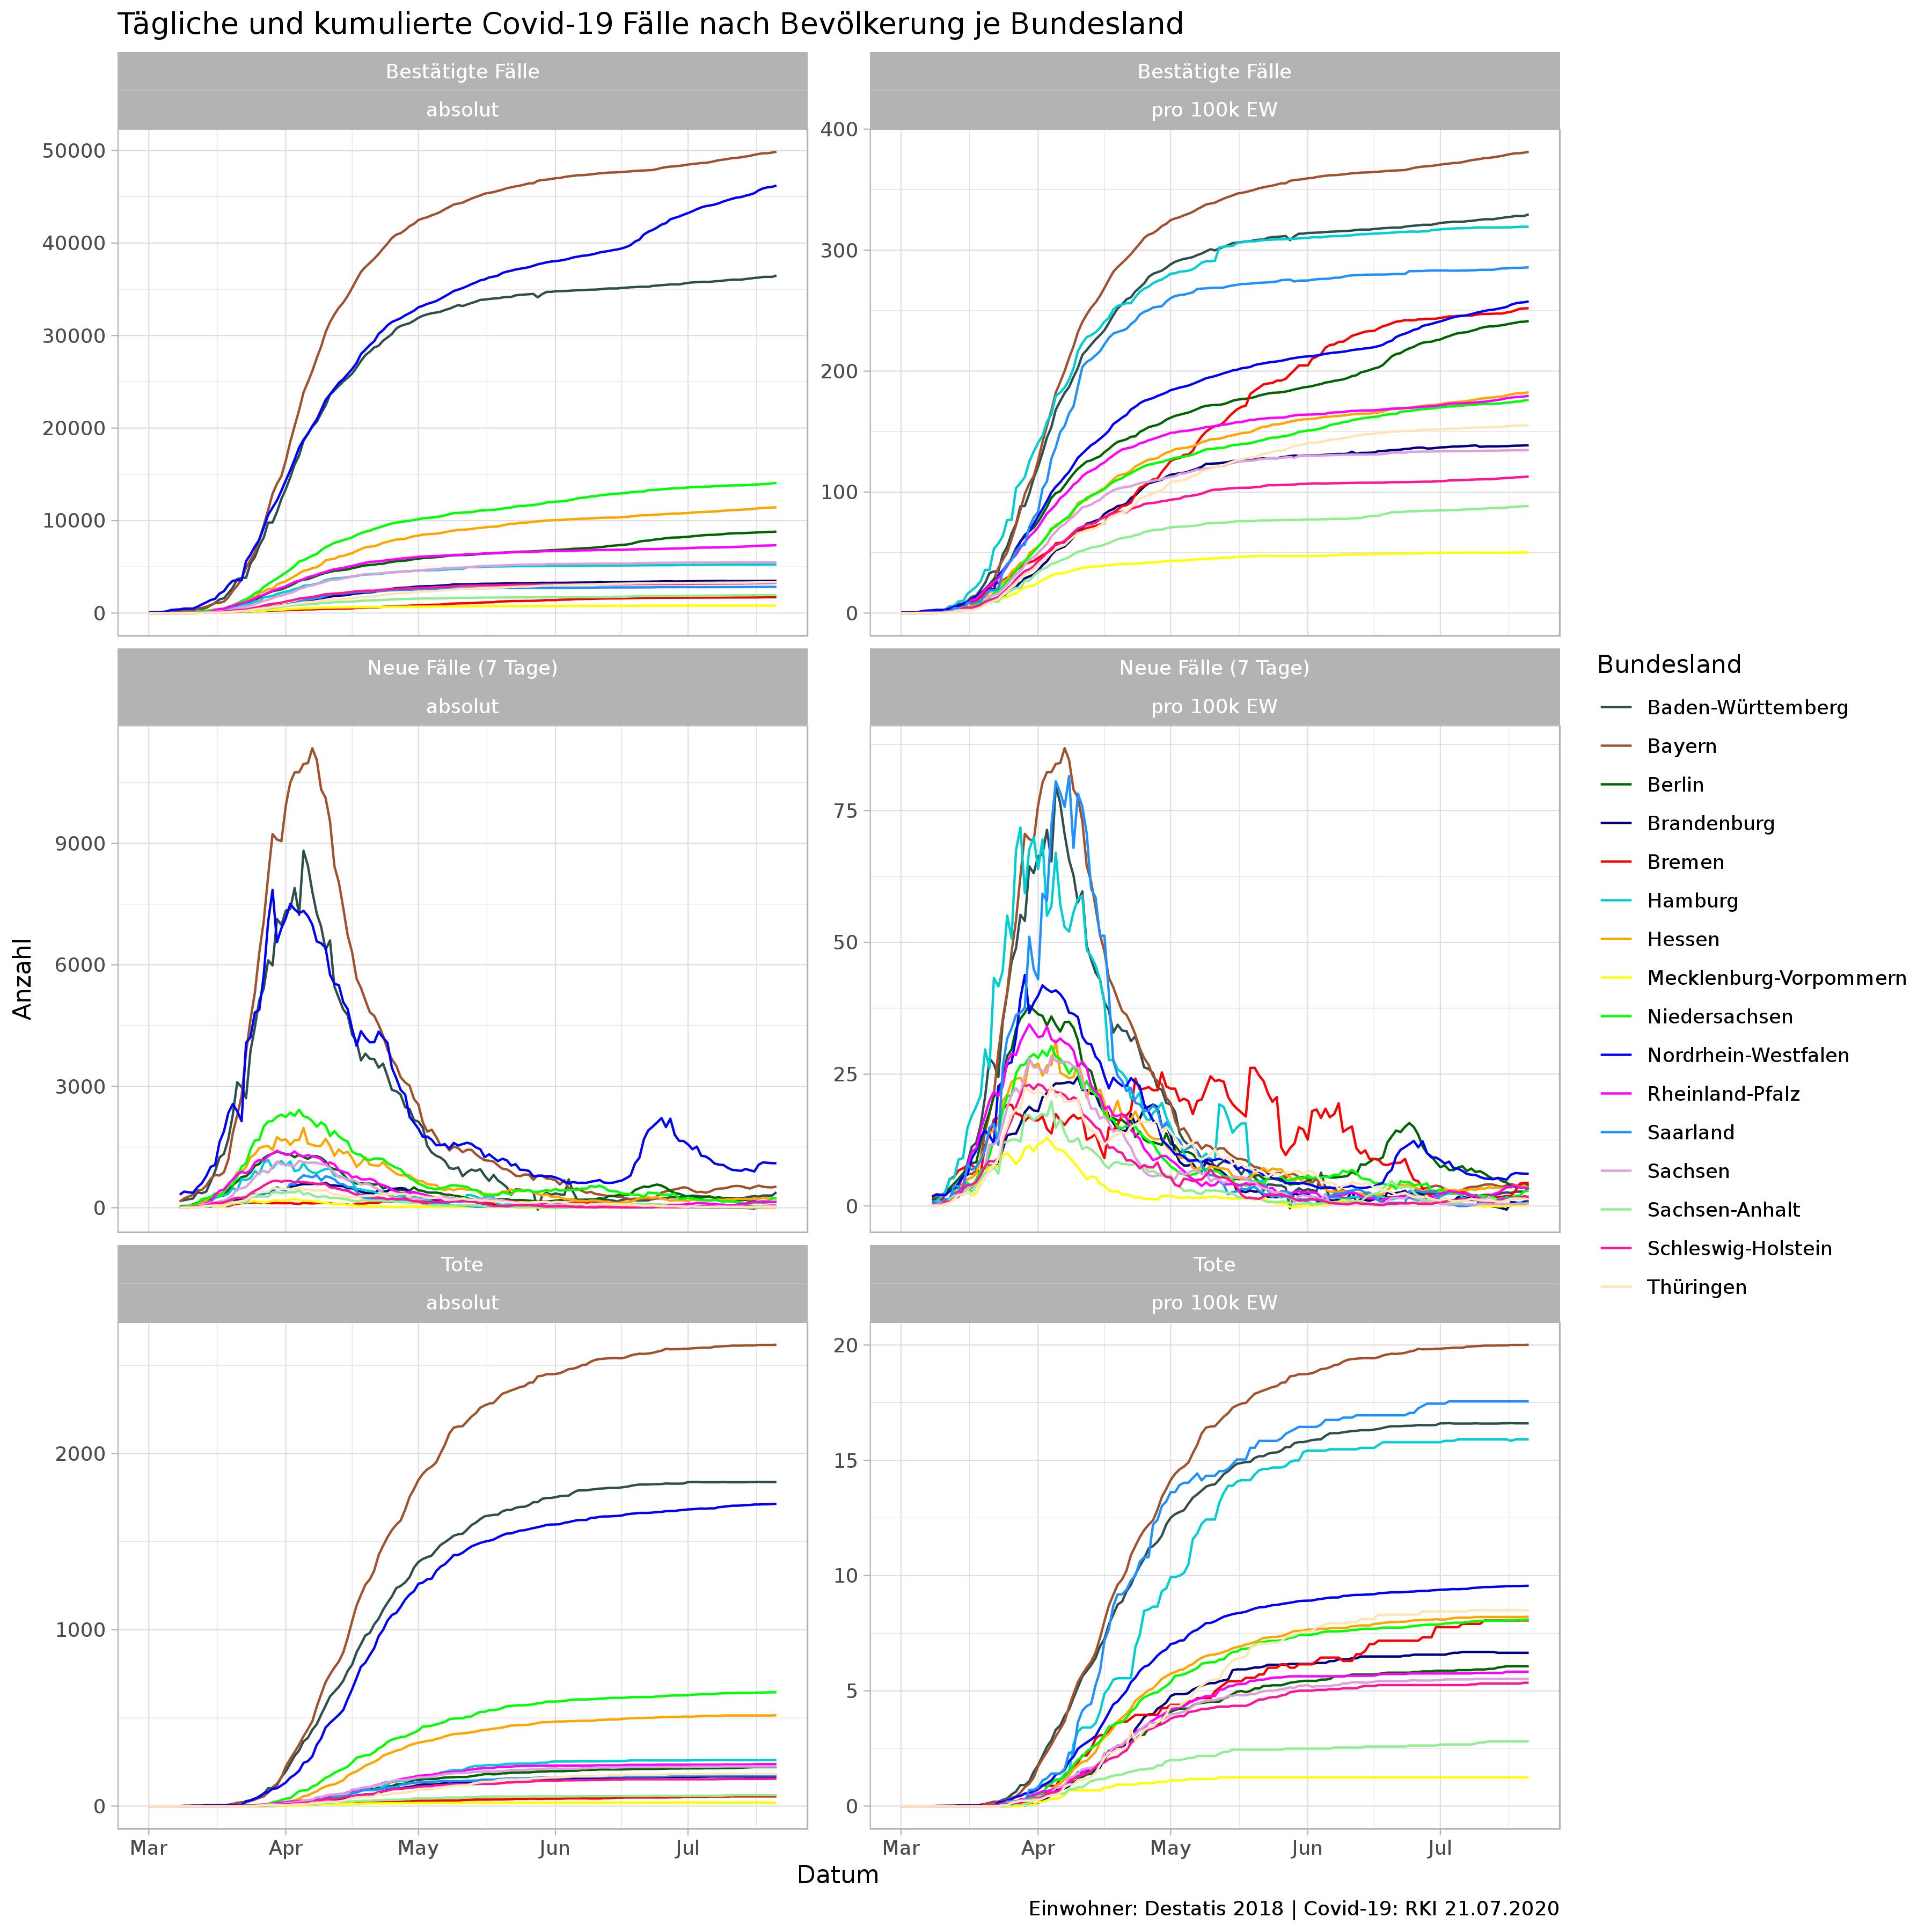 Tägliche und kumulierte Covid-19 Fälle nach Bevölkerung je Bundesland
Bestätigte Fälle
absolut
50000
40000
30000
20000
10000
0
Bestätigte Fälle
pro 100k EW
400
300
200
100
0
Neue Fälle (7 Tage)
absolut
9000
6000
3000
0
Neue Fälle (7 Tage)
pro 100k EW
75
50
25
0
Tote
absolut
2000
1000
0
Mar Apr May Jun Jul
Tote
pro 100k EW
20
15
10
5
0
Mar Apr May Jun Jul
Anzahl
Datum
Bundesland
Baden-Württemberg
Bayern
Berlin
Brandenburg
Bremen
Hamburg
Hessen
Mecklenburg-Vorpommern
Niedersachsen
Nordrhein-Westfalen
Rheinland-Pfalz
Saarland
Sachsen
Sachsen-Anhalt
Schleswig-Holstein
Thüringen
Einwohner: Destatis 2018 | Covid-19: RKI 21.07.2020